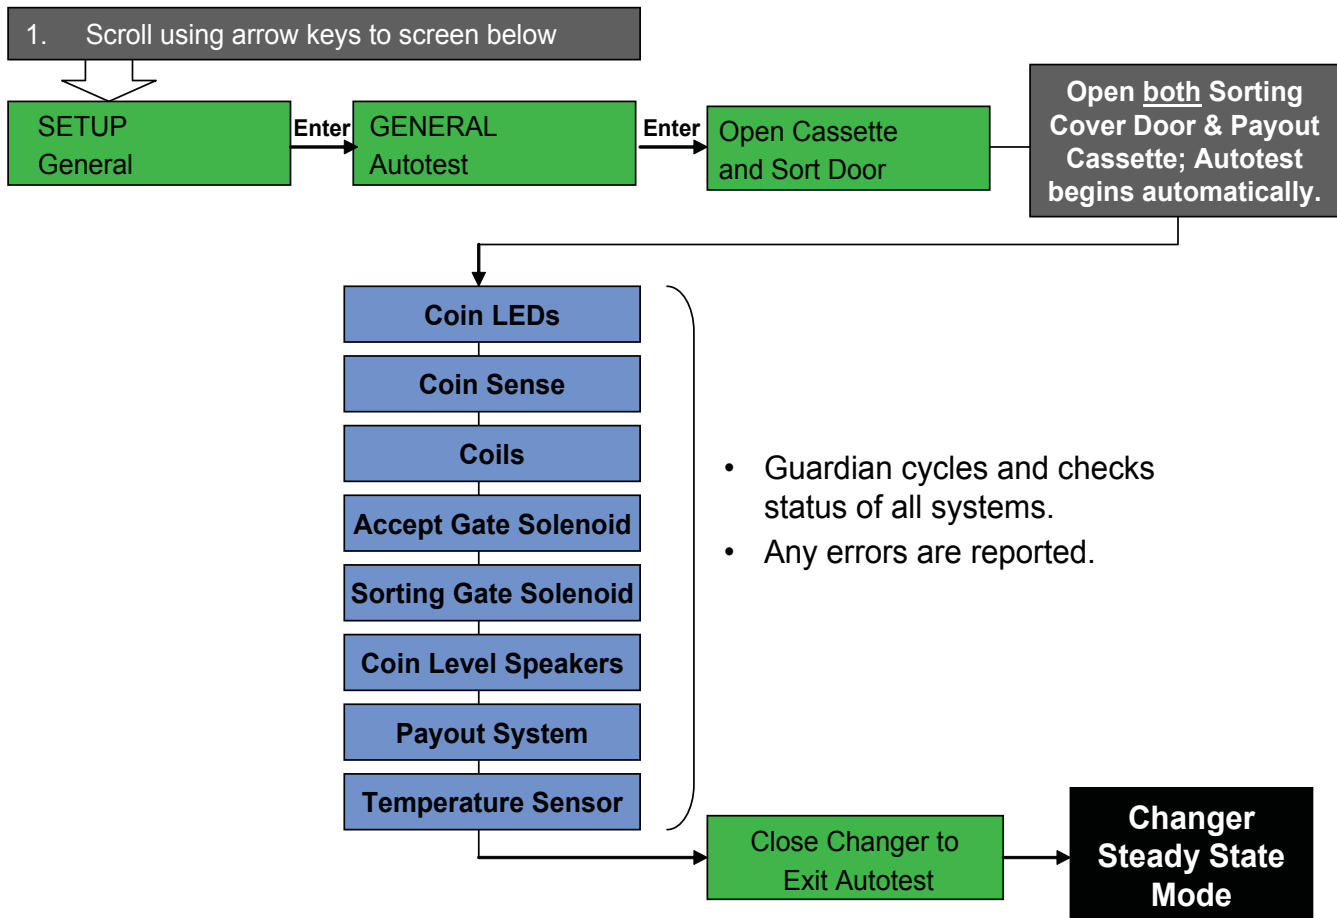 1. Scroll using arrow keys to screen below
SETUP
General
Enter
GENERAL
Autotest
Enter
Open Cassette
and Sort Door
Open both Sorting
Cover Door & Payout
Cassette; Autotest
begins automatically.
Coin LEDs
Coin Sense
Coils
Accept Gate Solenoid
Sorting Gate Solenoid
Coin Level Speakers
Payout System
Temperature Sensor
• Guardian cycles and checks
status of all systems.
• Any errors are reported.
Close Changer to
Exit Autotest
Changer
Steady State
Mode